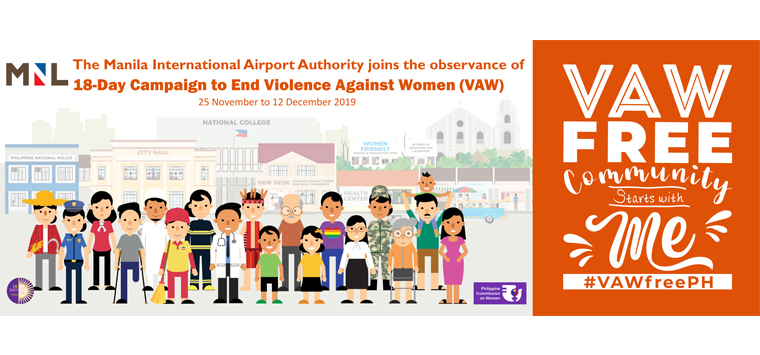 MNL
The Manila International Airport Authority joins the observance of
18-Day Campaign to End Violence Against Women (VAW)
25 November to 12 December 2019
NATIONAL COLLEGE
PHILIPPINE NATIONAL POLICE
CITY HALL
VAW DESK
WOMEN
FRIENDLY
HEALTH
CENTER
Philippine
Commission
on Women
VAW
FREE
Community
Starts with
Me
#VAWfreePH